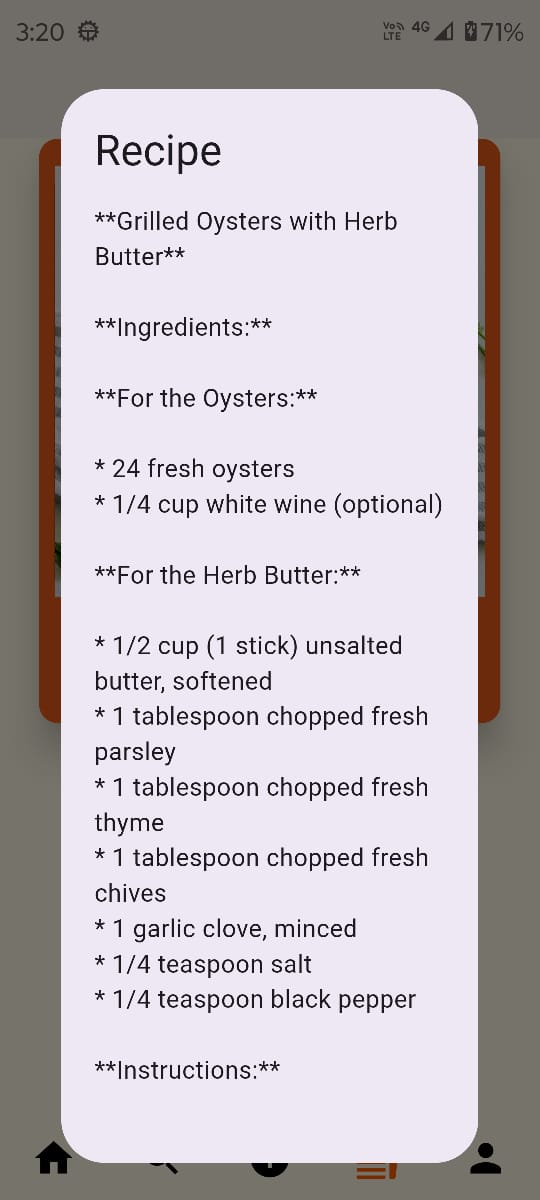 3:20
Vo))
LTE
4G
71%
Recipe
**Grilled Oysters with Herb
Butter**
**Ingredients:**
**For the Oysters:**
* 24 fresh oysters
* 1/4 cup white wine (optional)
**For the Herb Butter:**
* 1/2 cup (1 stick) unsalted
butter, softened
* 1 tablespoon chopped fresh
parsley
* 1 tablespoon chopped fresh
thyme
* 1 tablespoon chopped fresh
chives
* 1 garlic clove, minced
* 1/4 teaspoon salt
* 1/4 teaspoon black pepper
**Instructions:**